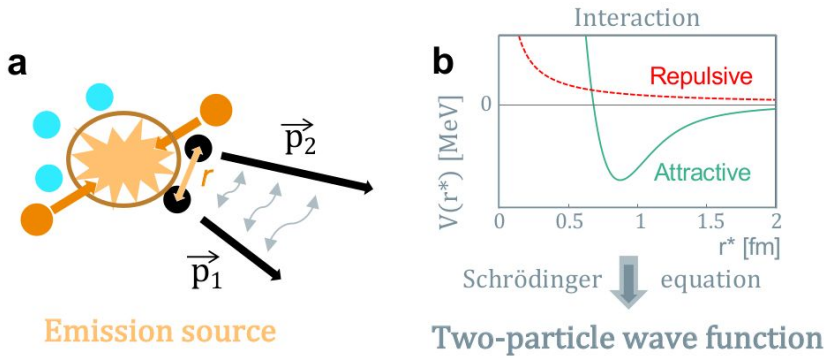 a
r
p₂
p₁
Emission source
b
Interaction
V(r*) [MeV]
0
Repulsive
Attractive
0 0.5 1 1.5 2
r* [fm]
Schrödinger equation
Two-particle wave function